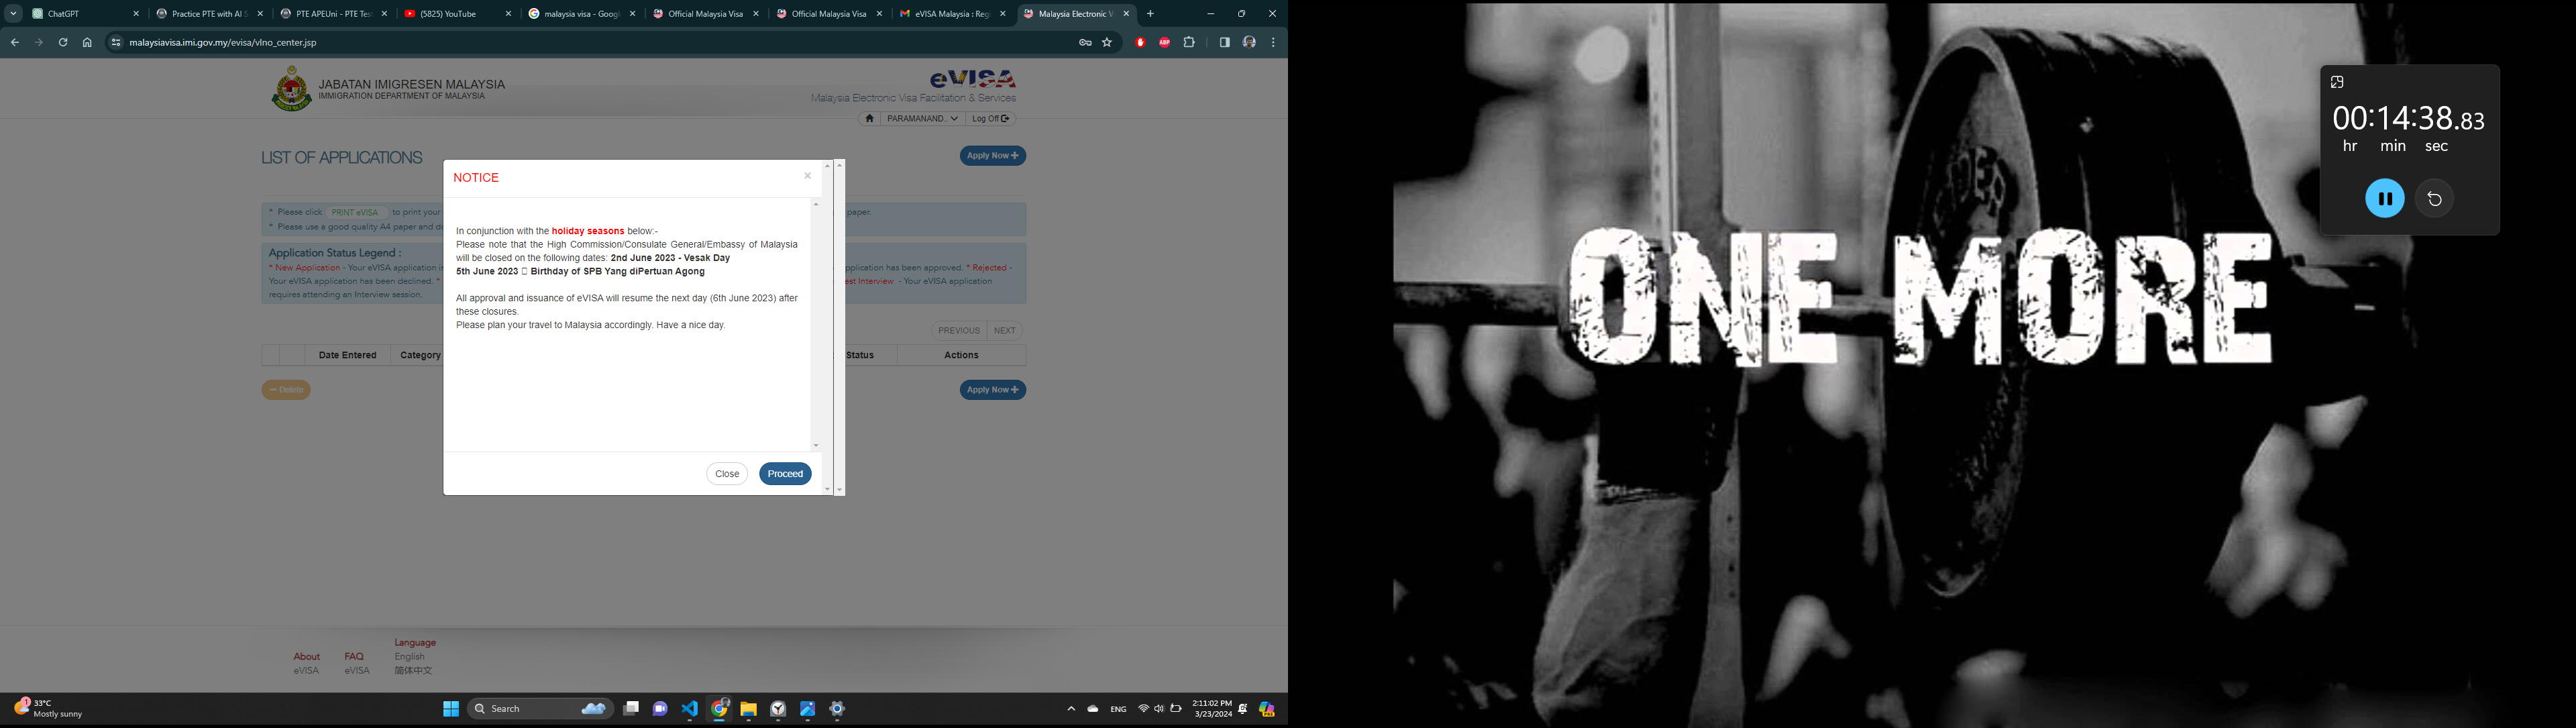 ChatGPT
Practice PTE with AI S
PTE APEUni - PTE Tes
(5825) YouTube
malaysia visa - Googl
Official Malaysia Visa
Official Malaysia Visa
eVISA Malaysia : Reg
Malaysia Electronic V
malaysiavisa.imi.gov.my/evisa/vlno_center.jsp
ABP
JABATAN IMIGRESEN MALAYSIA
IMMIGRATION DEPARTMENT OF MALAYSIA
eVISA
Malaysia Electronic Visa Facilitation & Services
PARAMANAND..
Log Off
LIST OF APPLICATIONS
Apply Now
* Please click PRINT eVISA to print your
paper.
* Please use a good quality A4 paper and do
Application Status Legend :
* New Application - Your eVISA application i
pplication has been approved. * Rejected -
Your eVISA application has been declined. *
est Interview - Your eVISA application
requires attending an Interview session.
NOTICE
×
In conjunction with the holiday seasons below:-
Please note that the High Commission/Consulate General/Embassy of Malaysia
will be closed on the following dates: 2nd June 2023 - Vesak Day
5th June 2023 Birthday of SPB Yang diPertuan Agong
All approval and issuance of eVISA will resume the next day (6th June 2023) after
these closures.
Please plan your travel to Malaysia accordingly. Have a nice day.
Close
Proceed
PREVIOUS
NEXT
Date Entered
Category
Status
Actions
Delete
Apply Now
About
eVISA
FAQ
eVISA
Language
English
简体中文
33°C
Mostly sunny
Search
ENG
2:11:02 PM
3/23/2024
ONE MORE
00:14:38.83
hr min sec